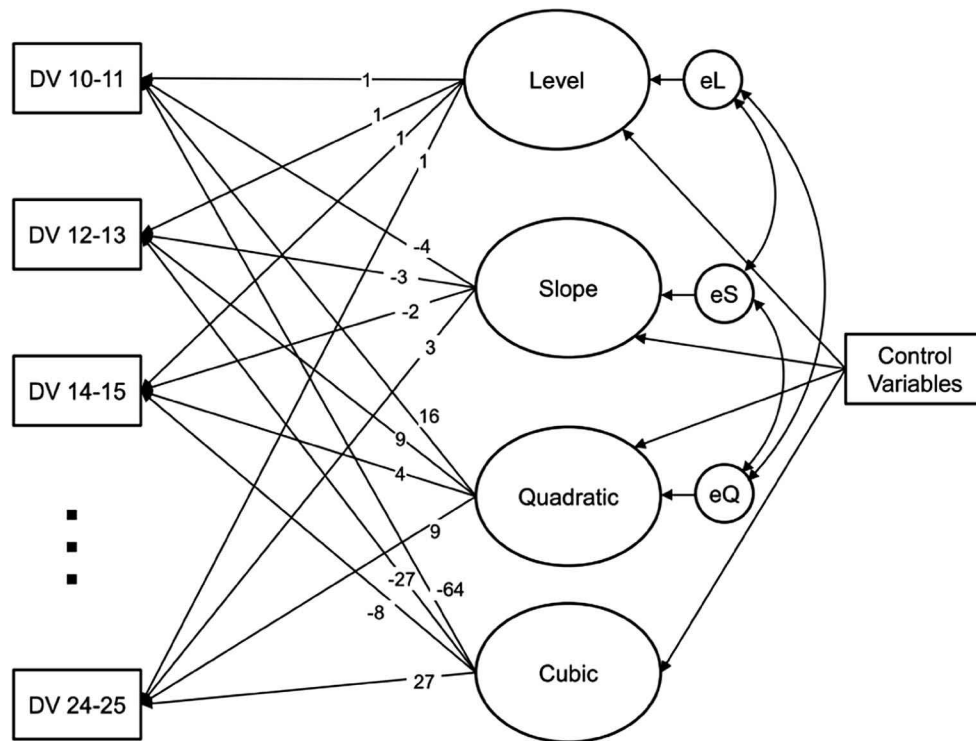 DV 10-11
1
Level
eL
1
1
1
DV 12-13
-4
-3
-2
3
Slope
eS
DV 14-15
Control
Variables
16
9
4
9
Quadratic
eQ
-27
-64
-8
27
Cubic
DV 24-25